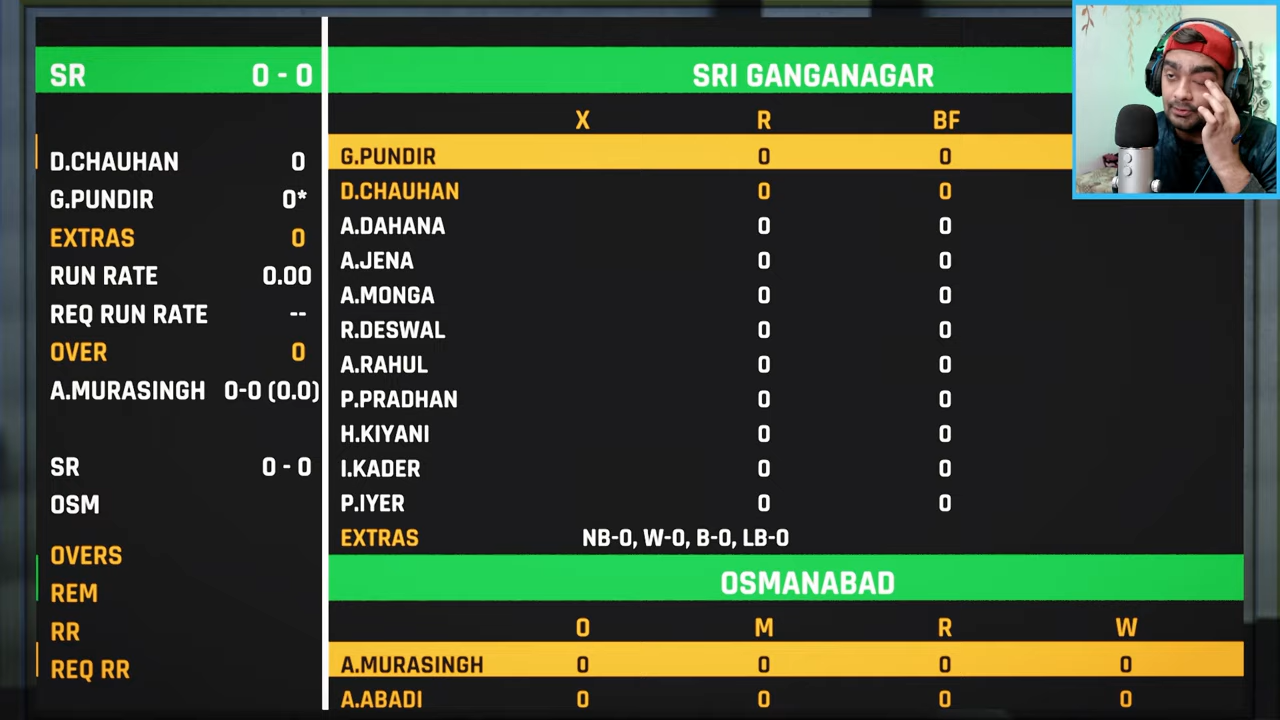 SR 0 - 0
D.CHAUHAN 0
G.PUNDIR 0*
EXTRAS 0
RUN RATE 0.00
REQ RUN RATE --
OVER 0
A.MURASINGH 0-0 (0.0)
SR 0 - 0
OSM
OVERS
REM
RR
REQ RR
SRI GANGANAGAR
X R BF
G.PUNDIR 0 0
D.CHAUHAN 0 0
A.DAHANA 0 0
A.JENA 0 0
A.MONGA 0 0
R.DESWAL 0 0
A.RAHUL 0 0
P.PRADHAN 0 0
H.KIYANI 0 0
I.KADER 0 0
P.IYER 0 0
EXTRAS NB-0, W-0, B-0, LB-0
OSMANABAD
O M R W
A.MURASINGH 0 0 0 0
A.ABADI 0 0 0 0